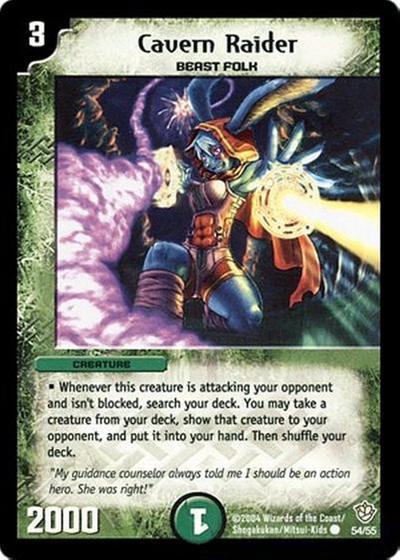 3
Cavern Raider
BEAST FOLK
CREATURE
▪ Whenever this creature is attacking your opponent
and isn't blocked, search your deck. You may take a
creature from your deck, show that creature to your
opponent, and put it into your hand. Then shuffle your
deck.
"My guidance counselor always told me I should be an action
hero. She was right!"
2000
1
©2004 Wizards of the Coast/
Shogakukan/Mitsui-Kids
54/55